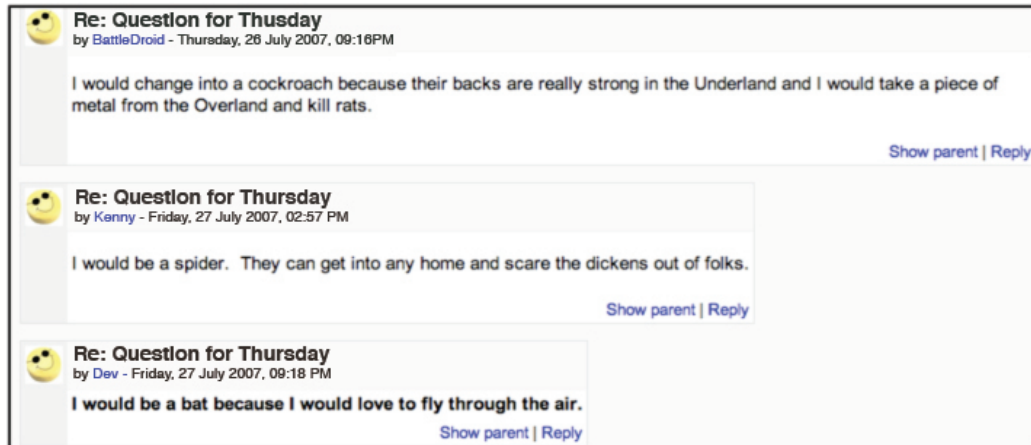 Re: Question for Thusday
by BattleDroid - Thursday, 26 July 2007, 09:16PM
I would change into a cockroach because their backs are really strong in the Underland and I would take a piece of
metal from the Overland and kill rats.
Show parent | Reply
Re: Question for Thursday
by Kenny - Friday, 27 July 2007, 02:57 PM
I would be a spider.  They can get into any home and scare the dickens out of folks.
Show parent | Reply
Re: Question for Thursday
by Dev - Friday, 27 July 2007, 09:18 PM
I would be a bat because I would love to fly through the air.
Show parent | Reply